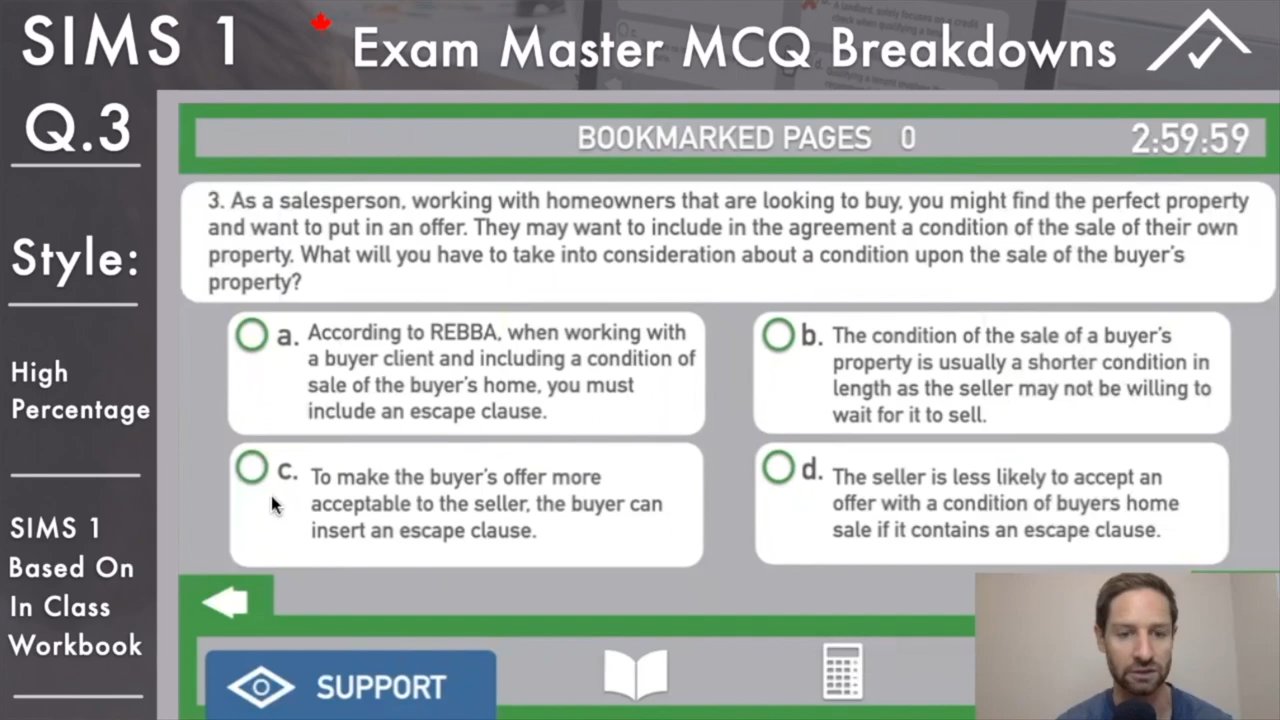 SIMS 1
Exam Master MCQ Breakdowns
Q.3
BOOKMARKED PAGES 0
2:59:59
Style:
High
Percentage
SIMS 1
Based On
In Class
Workbook
3. As a salesperson, working with homeowners that are looking to buy, you might find the perfect property
and want to put in an offer. They may want to include in the agreement a condition of the sale of their own
property. What will you have to take into consideration about a condition upon the sale of the buyer's
property?
a. According to REBBA, when working with
a buyer client and including a condition of
sale of the buyer's home, you must
include an escape clause.
b. The condition of the sale of a buyer's
property is usually a shorter condition in
length as the seller may not be willing to
wait for it to sell.
c. To make the buyer's offer more
acceptable to the seller, the buyer can
insert an escape clause.
d. The seller is less likely to accept an
offer with a condition of buyers home
sale if it contains an escape clause.
SUPPORT